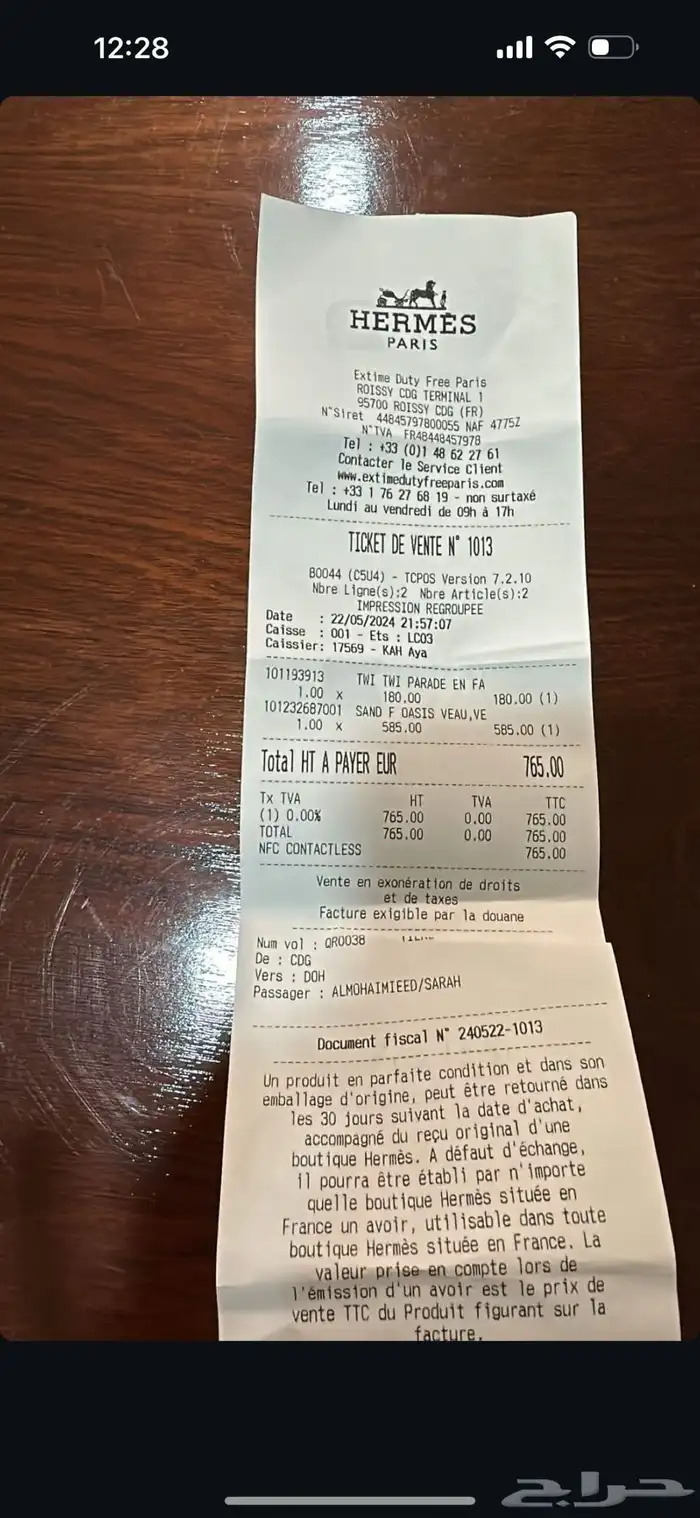 12:28
HERMÈS
PARIS
Extime Duty Free Paris
ROISSY CDG TERMINAL 1
95700 ROISSY CDG (FR)
N°Siret 44845797800055 NAF 4775Z
N°TVA FR48448457978
Tel : +33 (0)1 48 62 27 61
Contacter le Service Client
www.extimedutyfreeparis.com
Tel : +33 1 76 27 68 19 - non surtaxé
Lundi au vendredi de 09h à 17h
TICKET DE VENTE N° 1013
B0044 (C5U4) - TCPOS Version 7.2.10
Nbre Ligne(s):2 Nbre Article(s):2
IMPRESSION REGROUPEE
Date : 22/05/2024 21:57:07
Caisse : 001 - Ets : LC03
Caissier: 17569 - KAH Aya
101193913 TWI TWI PARADE EN FA
1.00 x 180.00 180.00 (1)
101232687001 SAND F OASIS VEAU,VE
1.00 x 585.00 585.00 (1)
Total HT A PAYER EUR 765.00
Tx TVA HT TVA TTC
(1) 0.00% 765.00 0.00 765.00
TOTAL 765.00 0.00 765.00
NFC CONTACTLESS 765.00
Vente en exonération de droits
et de taxes
Facture exigible par la douane
Num vol : QR0038
De : CDG
Vers : DOH
Passager : ALMOHAIMIEED/SARAH
Document fiscal N° 240522-1013
Un produit en parfaite condition et dans son
emballage d'origine, peut être retourné dans
les 30 jours suivant la date d'achat,
accompagné du reçu original d'une
boutique Hermès. A défaut d'échange,
il pourra être établi par n'importe
quelle boutique Hermès située en
France un avoir, utilisable dans toute
boutique Hermès située en France. La
valeur prise en compte lors de
l'émission d'un avoir est le prix de
vente TTC du Produit figurant sur la
facture.
حراج